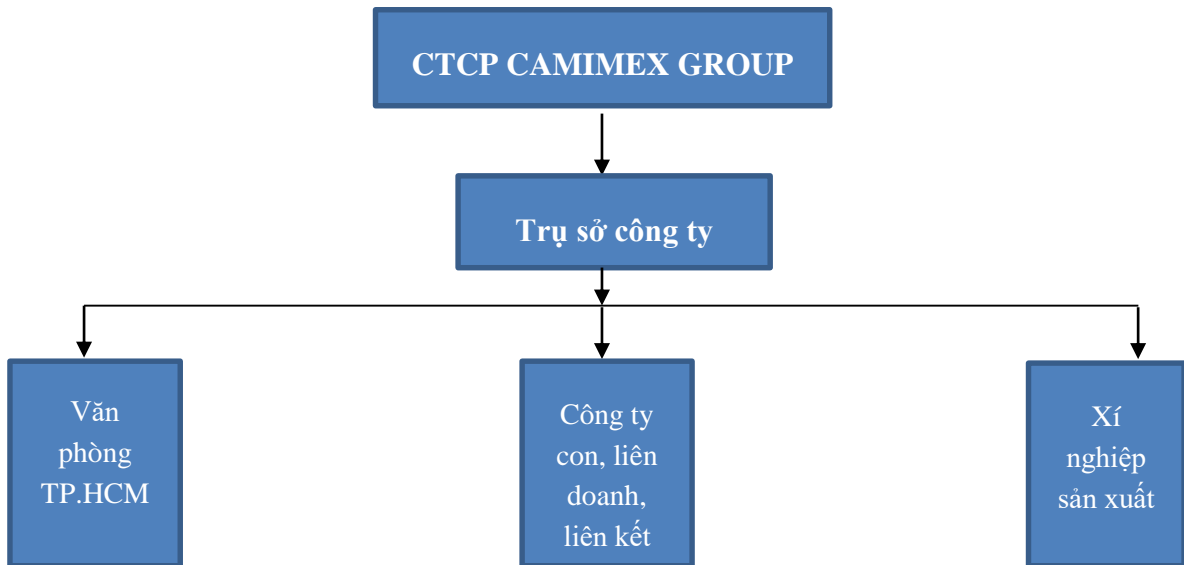 CTCP CAMIMEX GROUP
Trụ sở công ty
Văn
phòng
TP.HCM
Công ty
con, liên
doanh,
liên kết
Xí
nghiệp
sản xuất